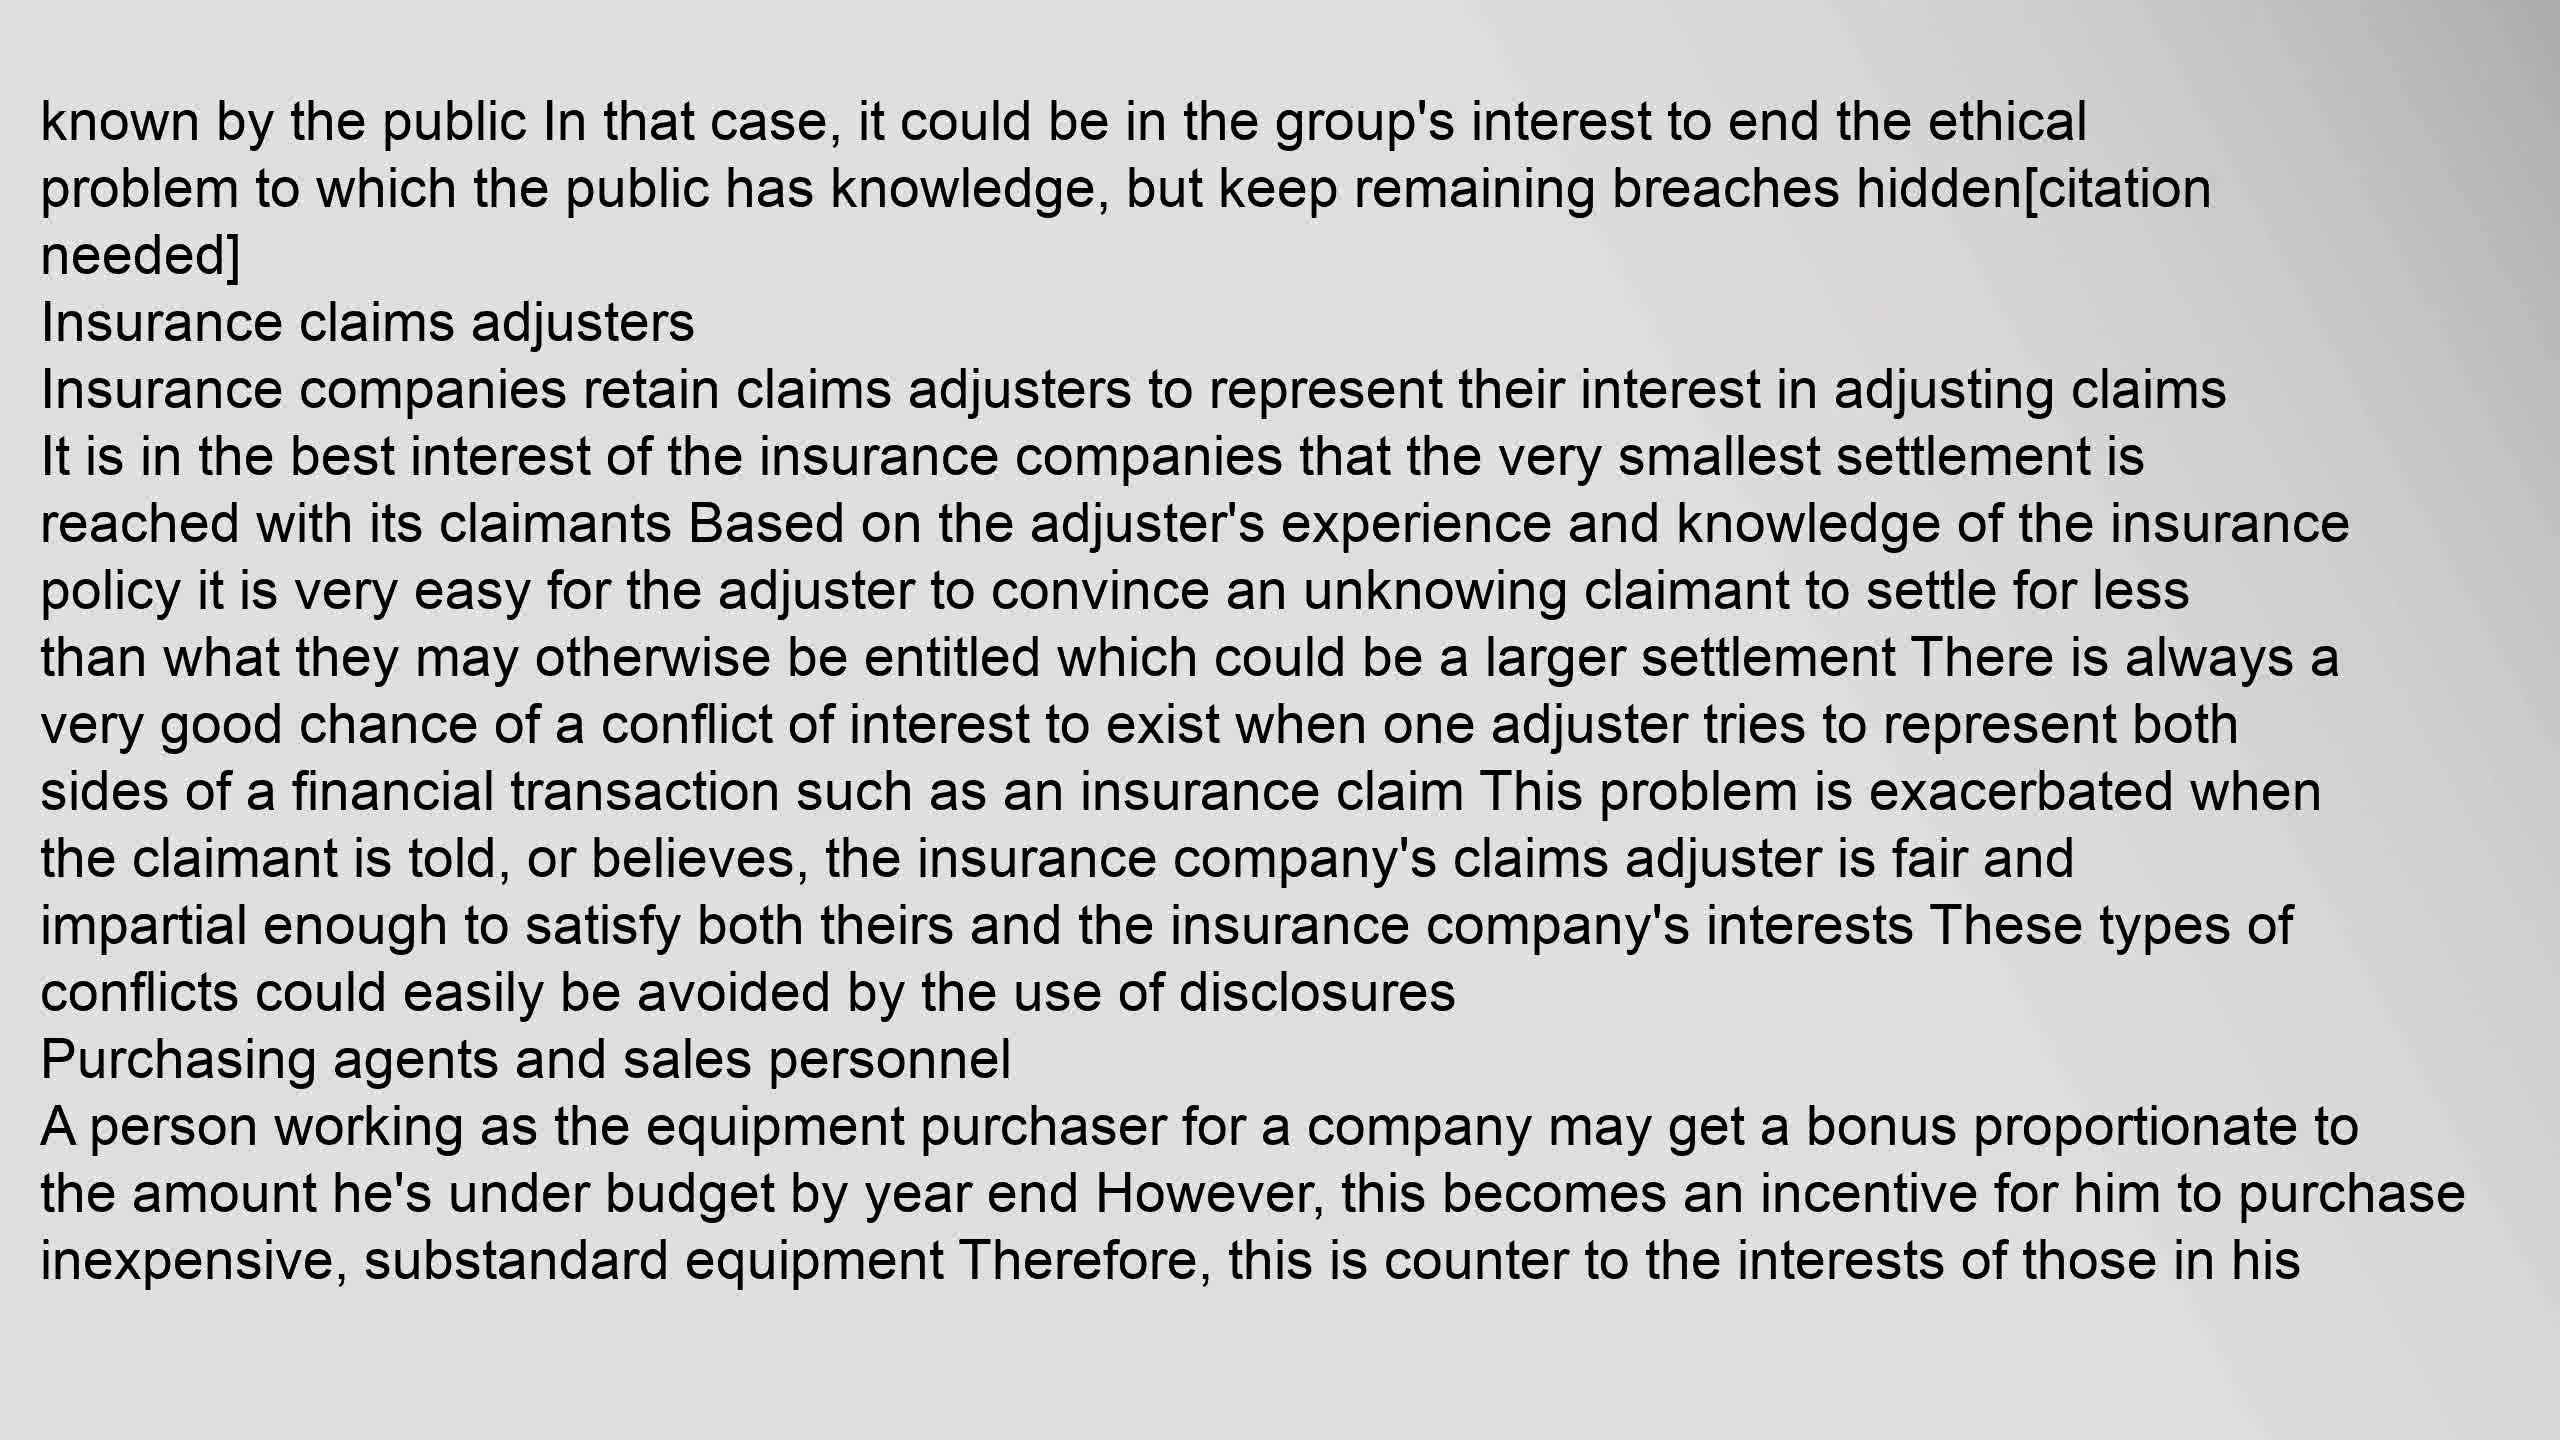 known by the public In that case, it could be in the group's interest to end the ethical
problem to which the public has knowledge, but keep remaining breaches hidden[citation
needed]
Insurance claims adjusters
Insurance companies retain claims adjusters to represent their interest in adjusting claims
It is in the best interest of the insurance companies that the very smallest settlement is
reached with its claimants Based on the adjuster's experience and knowledge of the insurance
policy it is very easy for the adjuster to convince an unknowing claimant to settle for less
than what they may otherwise be entitled which could be a larger settlement There is always a
very good chance of a conflict of interest to exist when one adjuster tries to represent both
sides of a financial transaction such as an insurance claim This problem is exacerbated when
the claimant is told, or believes, the insurance company's claims adjuster is fair and
impartial enough to satisfy both theirs and the insurance company's interests These types of
conflicts could easily be avoided by the use of disclosures
Purchasing agents and sales personnel
A person working as the equipment purchaser for a company may get a bonus proportionate to
the amount he's under budget by year end However, this becomes an incentive for him to purchase
inexpensive, substandard equipment Therefore, this is counter to the interests of those in his